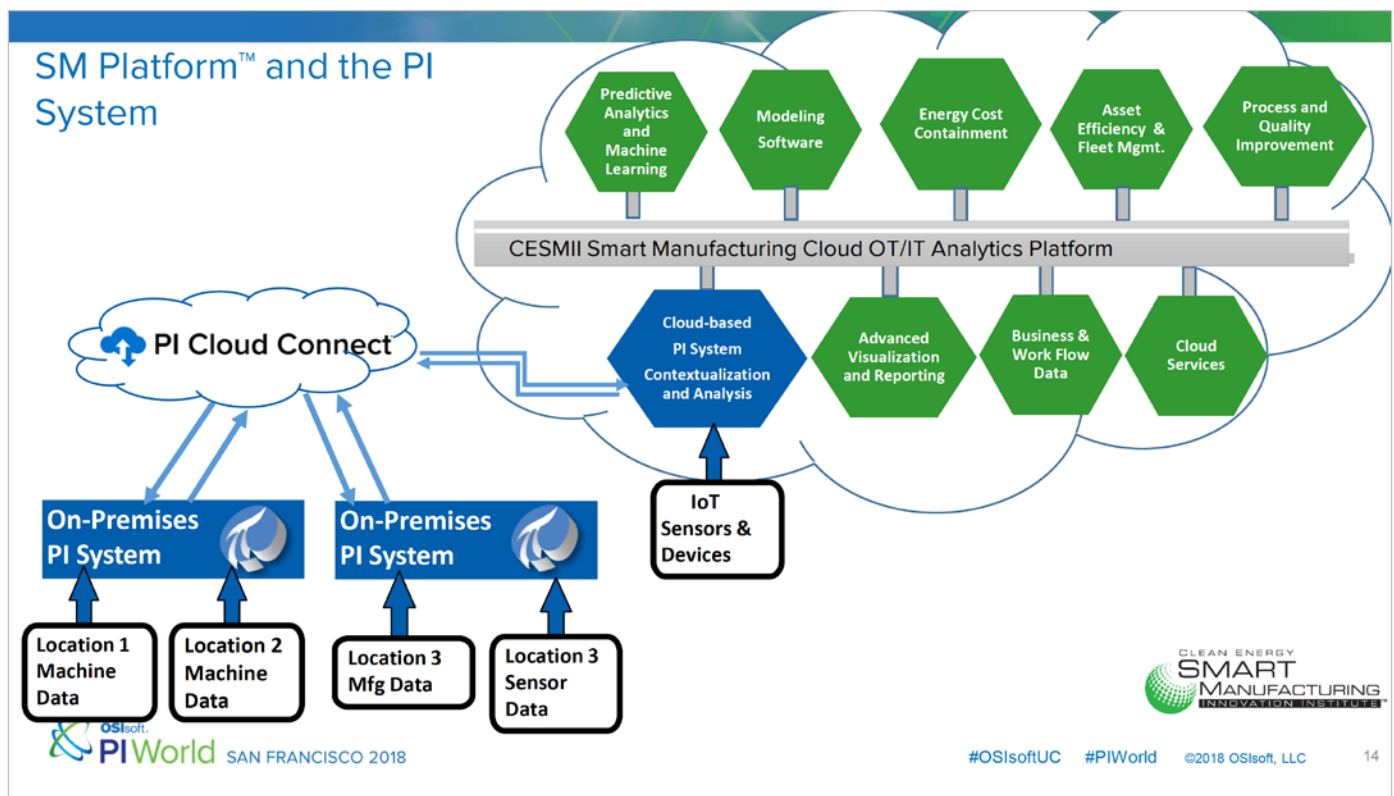 SM Platform™ and the PI
System
Predictive
Analytics
and
Machine
Learning
Modeling
Software
Energy Cost
Containment
Asset
Efficiency &
Fleet Mgmt.
Process and
Quality
Improvement
CESMII Smart Manufacturing Cloud OT/IT Analytics Platform
PI Cloud Connect
Cloud-based
PI System
Contextualization
and Analysis
Advanced
Visualization
and Reporting
Business &
Work Flow
Data
Cloud
Services
On-Premises
PI System
On-Premises
PI System
IoT
Sensors &
Devices
Location 1
Machine
Data
Location 2
Machine
Data
Location 3
Mfg Data
Location 3
Sensor
Data
CLEAN ENERGY
SMART
MANUFACTURING
INNOVATION INSTITUTE™
OSIsoft.
PIWorld SAN FRANCISCO 2018
#OSIsoftUC #PIWorld ©2018 OSIsoft, LLC 14